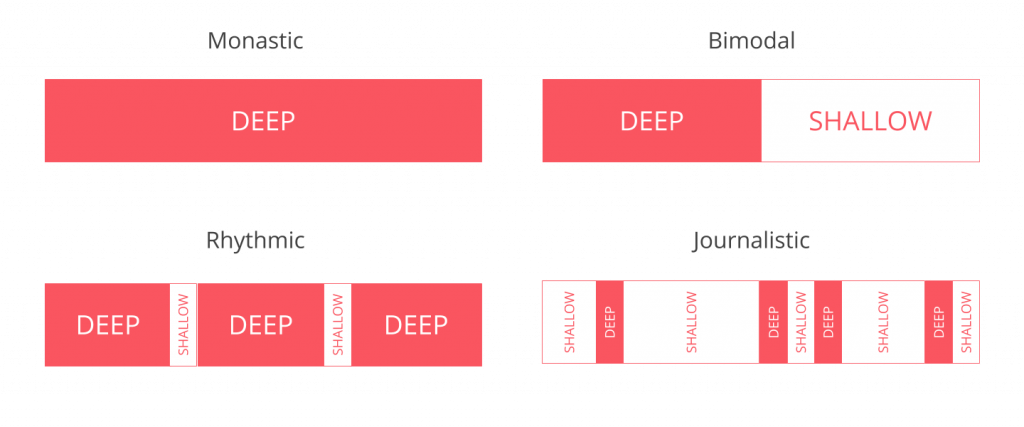 Monastic
DEEP
Bimodal
DEEP
SHALLOW
Rhythmic
DEEP
SHALLOW
DEEP
SHALLOW
DEEP
Journalistic
SHALLOW
DEEP
SHALLOW
DEEP
SHALLOW
DEEP
SHALLOW
DEEP
SHALLOW